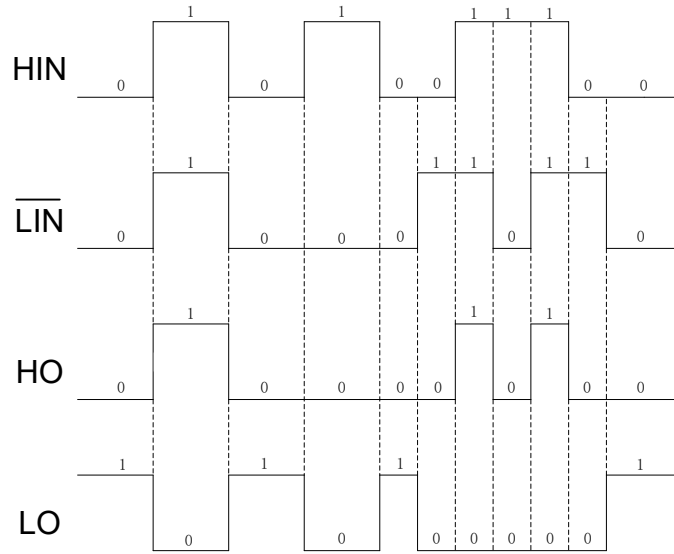 1 1 1 1 1
HIN 0 0 0 0 0 0
1 1 1 1 1
L̅I̅N̅ 0 0 0 0 0 0
1 1 1
HO 0 0 0 0 0 0 0 0
1 1 1 1
LO 0 0 0 0 0 0 0